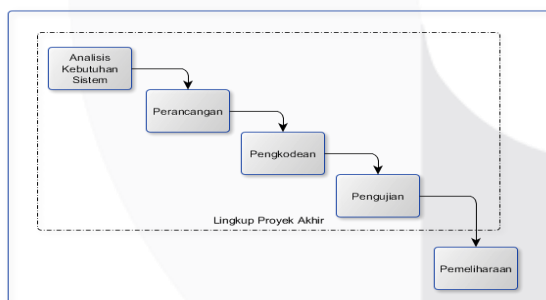 Analisis
Kebutuhan
Sistem
Perancangan
Pengkodean
Pengujian
Lingkup Proyek Akhir
Pemeliharaan